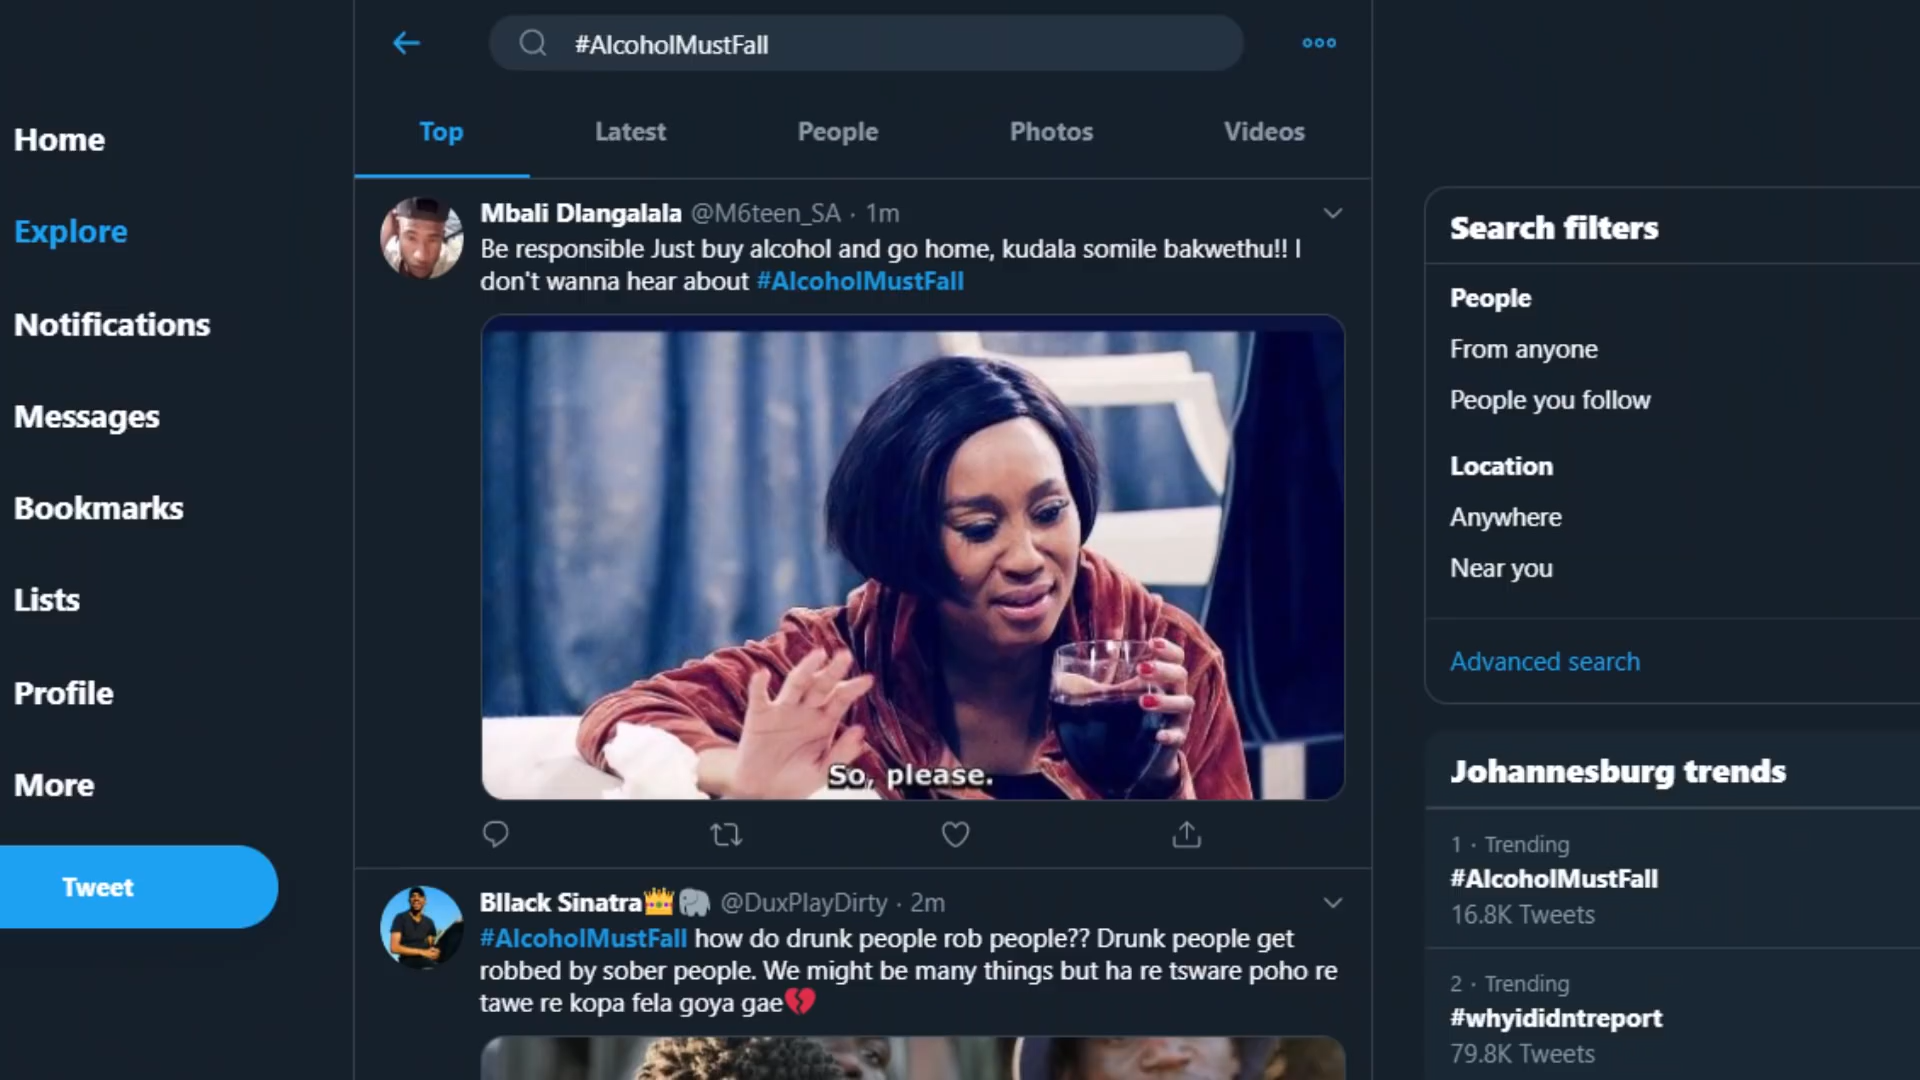 #AlcoholMustFall
Top
Latest
People
Photos
Videos
Home
Explore
Notifications
Messages
Bookmarks
Lists
Profile
More
Tweet
Mbali Dlangalala @M6teen_SA · 1m
Be responsible Just buy alcohol and go home, kudala somile bakwethu!! I
don't wanna hear about #AlcoholMustFall
So, please.
Bllack Sinatra👑🐘 @DuxPlayDirty · 2m
#AlcoholMustFall how do drunk people rob people?? Drunk people get
robbed by sober people. We might be many things but ha re tsware poho re
tawe re kopa fela goya gae💔
Search filters
People
From anyone
People you follow
Location
Anywhere
Near you
Advanced search
Johannesburg trends
1 · Trending
#AlcoholMustFall
16.8K Tweets
2 · Trending
#whyididntreport
79.8K Tweets